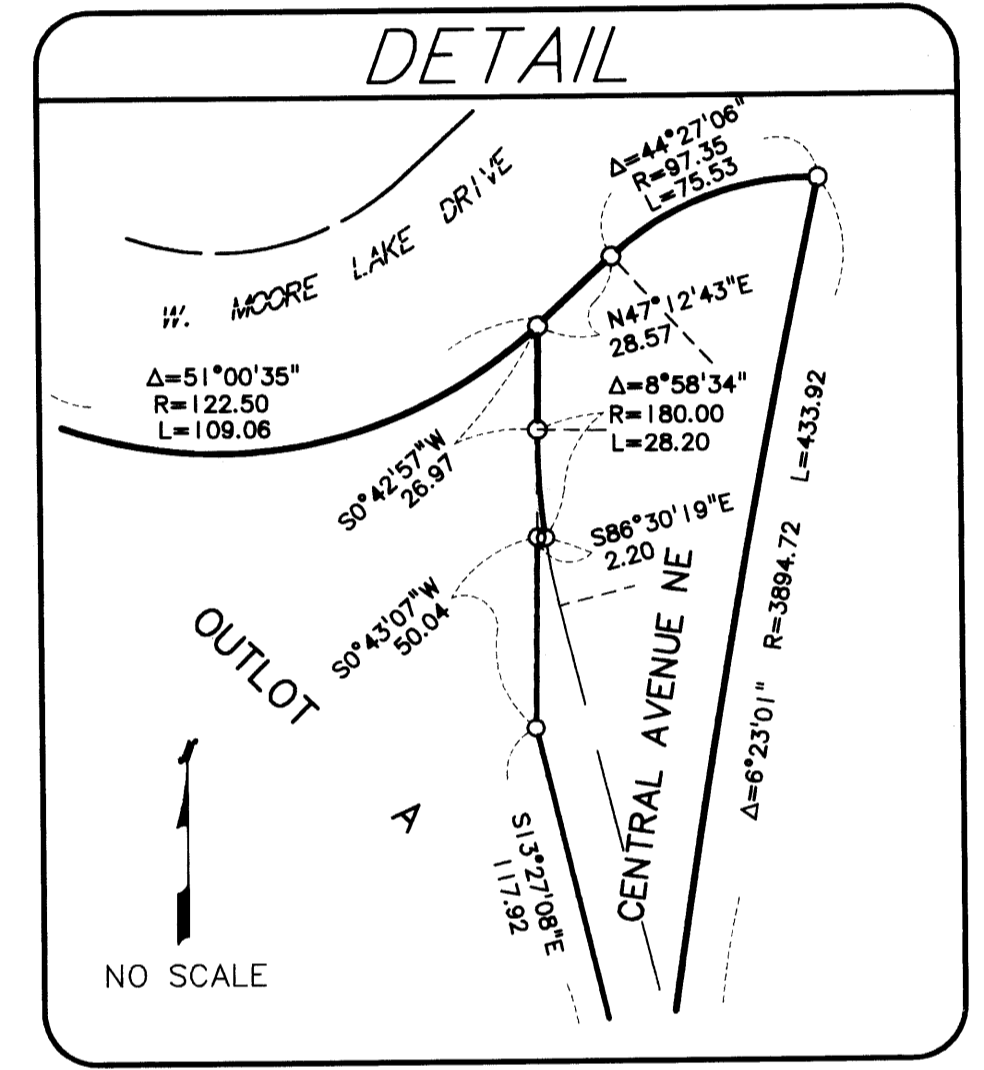 DETAIL
Δ=44°27'06"
R=97.35
L=75.53
W. MOORE LAKE DRIVE
N47°12'43"E
28.57
Δ=51°00'35"
R=122.50
L=109.06
Δ=8°58'34"
R=180.00
L=28.20
S0°42'57"W
26.97
S86°30'19"E
2.20
S0°43'07"W
50.04
Δ=6°23'01" R=3894.72 L=433.92
CENTRAL AVENUE NE
OUTLOT
A
S13°27'08"E
117.92
NO SCALE